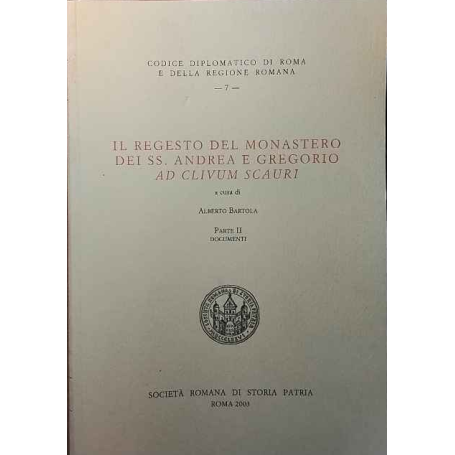 CODICE DIPLOMATICO DI ROMA
E DELLA REGIONE ROMANA
— 7 —
IL REGESTO DEL MONASTERO
DEI SS. ANDREA E GREGORIO
AD CLIVUM SCAURI
a cura di
ALBERTO BARTOLA
PARTE II
DOCUMENTI
SOCIETÀ ROMANA DI STORIA PATRIA
ROMA 2003